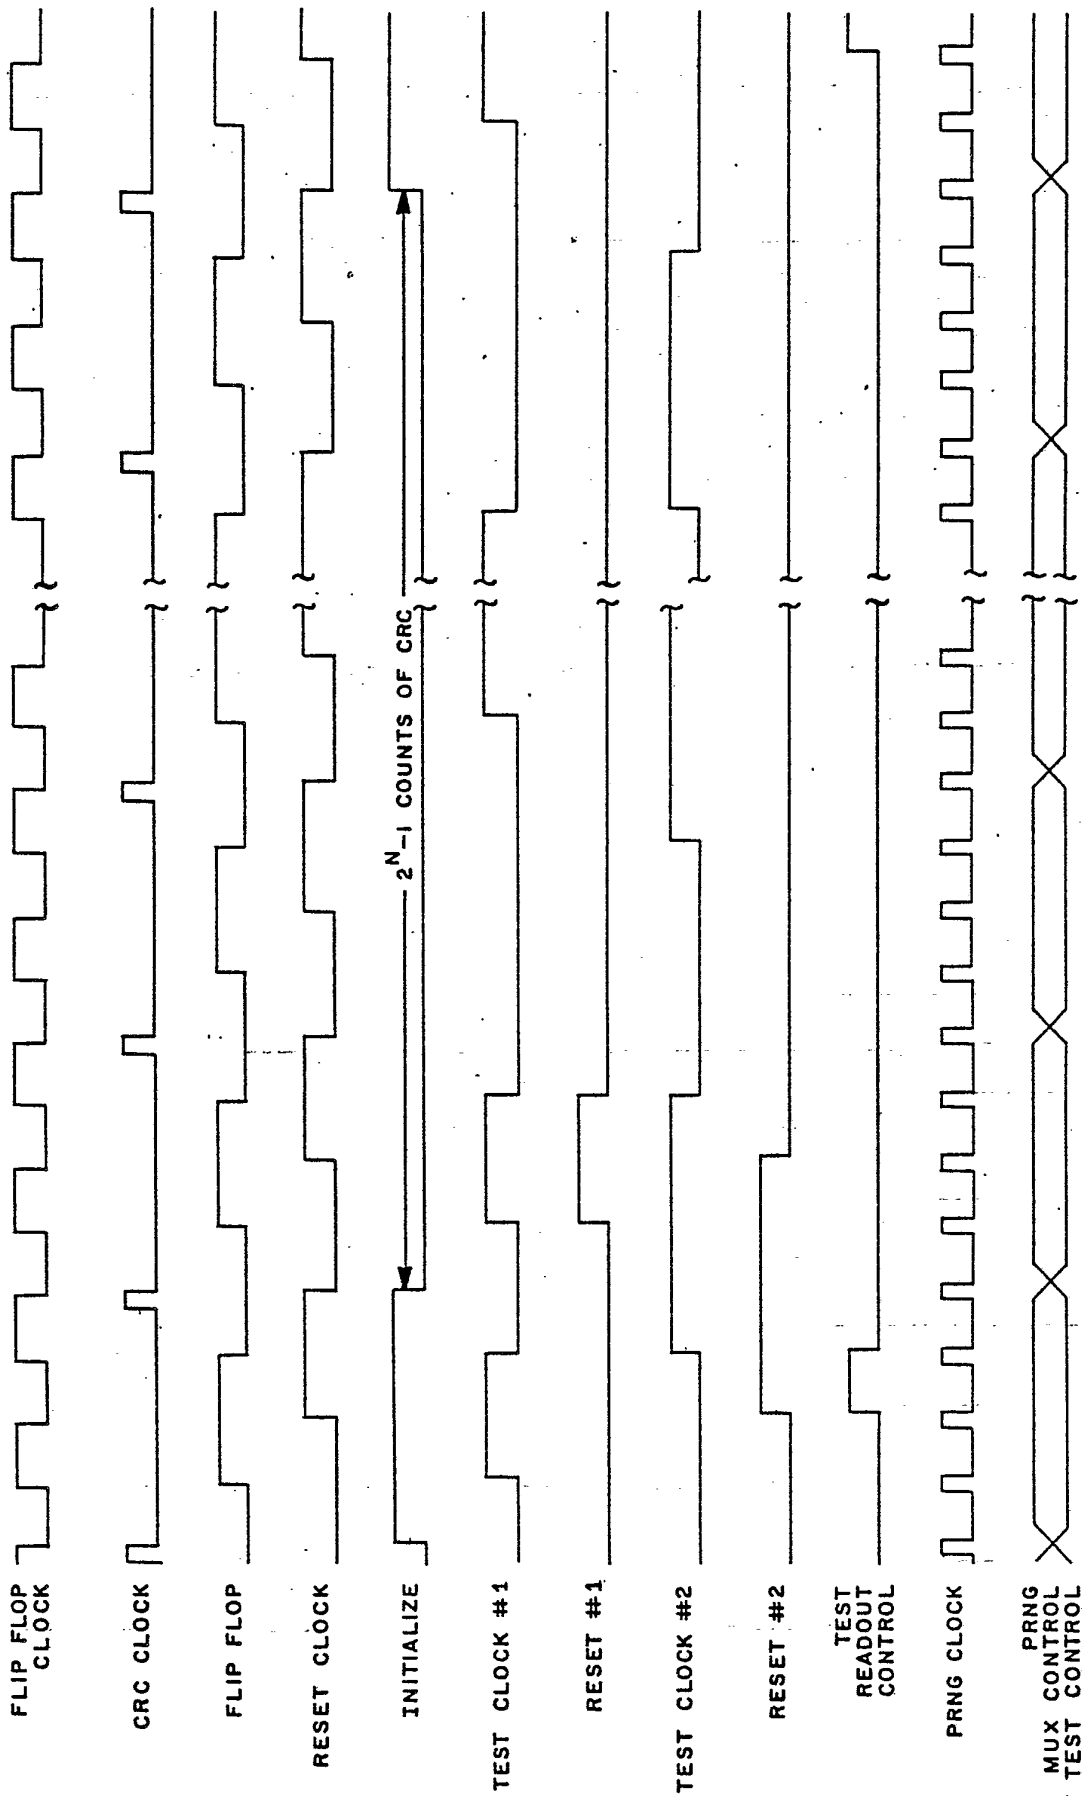 FLIP FLOP
CLOCK
CRC CLOCK
FLIP FLOP
RESET CLOCK
INITIALIZE
2^N-1 COUNTS OF CRC
TEST CLOCK #1
RESET #1
TEST CLOCK #2
RESET #2
TEST
READOUT
CONTROL
PRNG CLOCK
PRNG
MUX CONTROL
TEST CONTROL